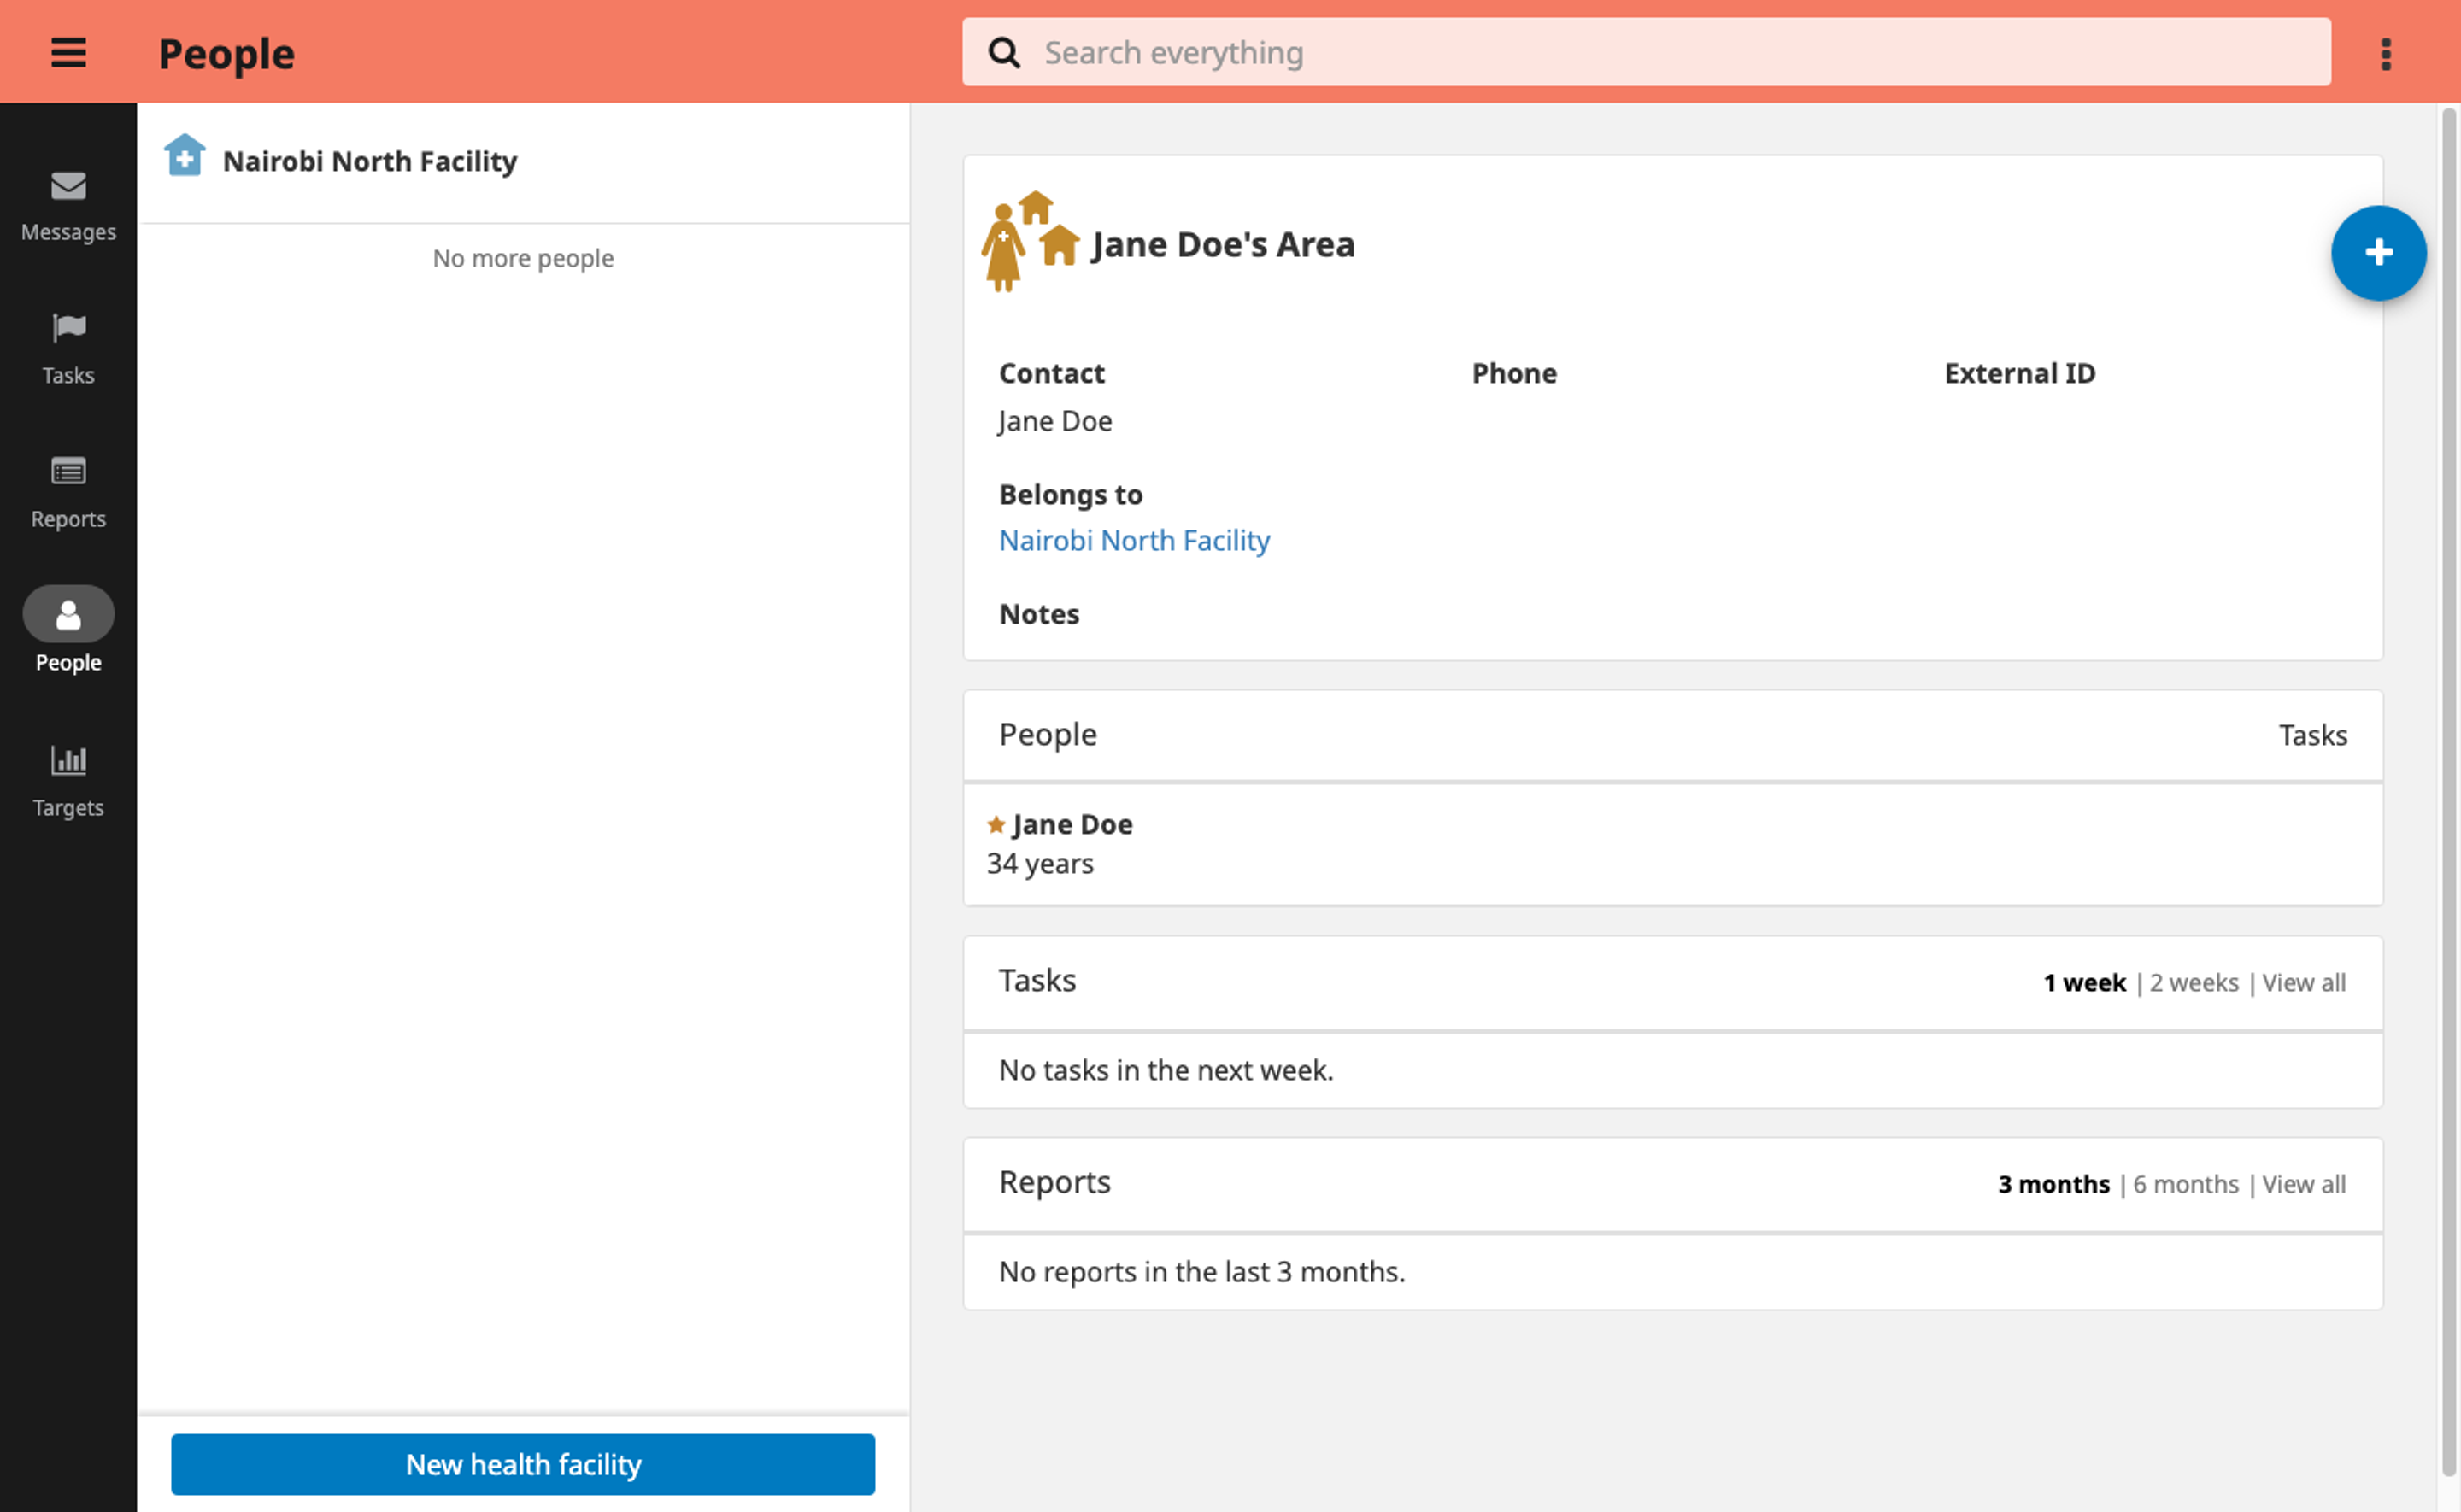 People
Search everything
Messages
Tasks
Reports
People
Targets
Nairobi North Facility
No more people
New health facility
Jane Doe's Area
Contact
Jane Doe
Phone
External ID
Belongs to
Nairobi North Facility
Notes
People
Tasks
Jane Doe
34 years
Tasks
1 week | 2 weeks | View all
No tasks in the next week.
Reports
3 months | 6 months | View all
No reports in the last 3 months.